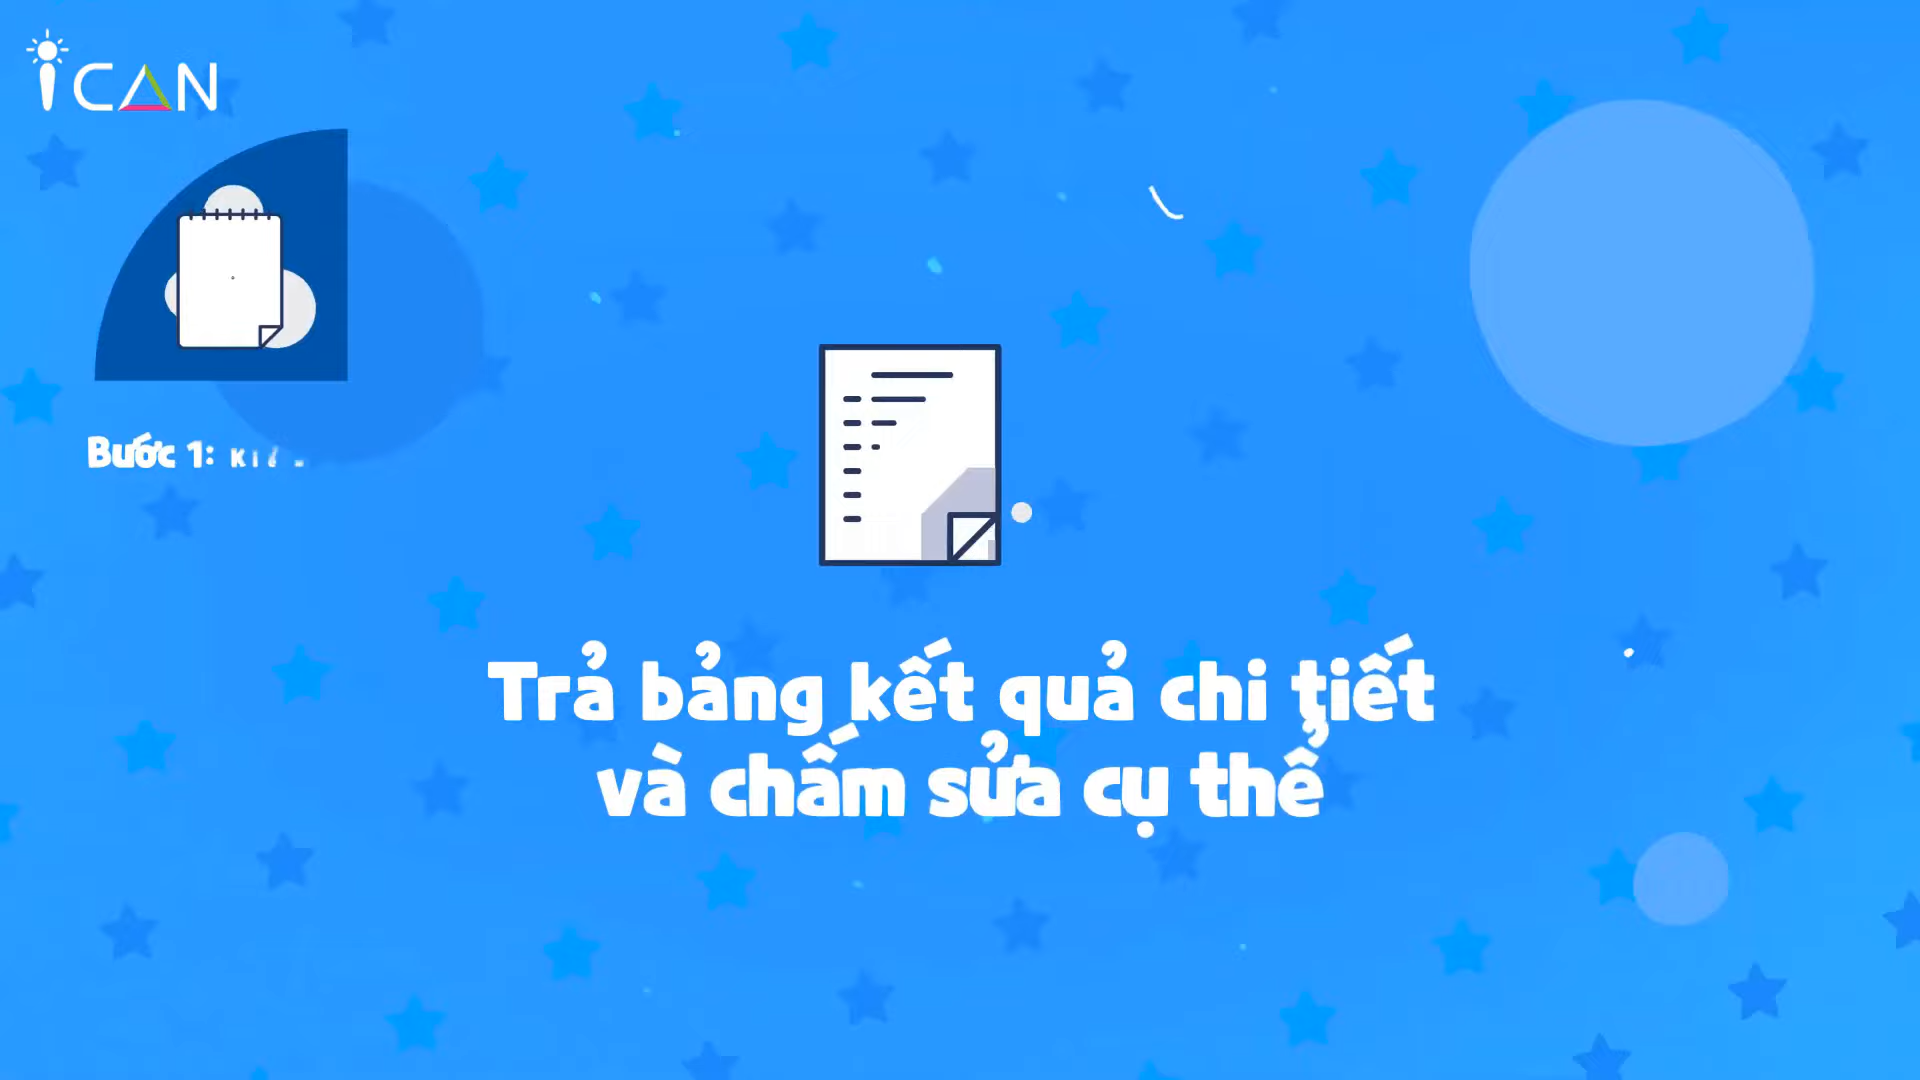 iCAN
Bước 1:
Trả bảng kết quả chi tiết
và chấm sửa cụ thể